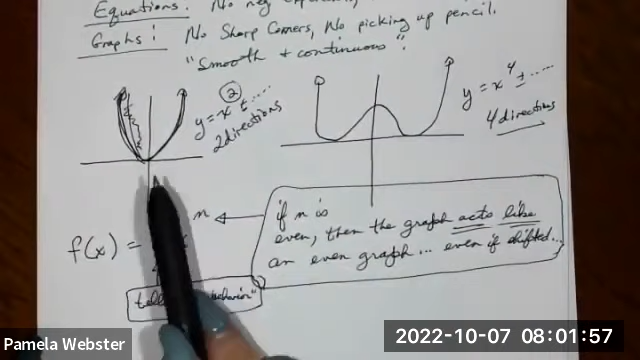 Equations: No neg
Graphs! No Sharp Corners, No picking up pencil.
"Smooth + continuous".
y = x² ± .....
2 directions
y = x⁴ ± .....
4 directions
f(x) =
n
if n is
even, then the graph acts like
an even graph... even if shifted...
behavior"
Pamela Webster
2022-10-07 08:01:57